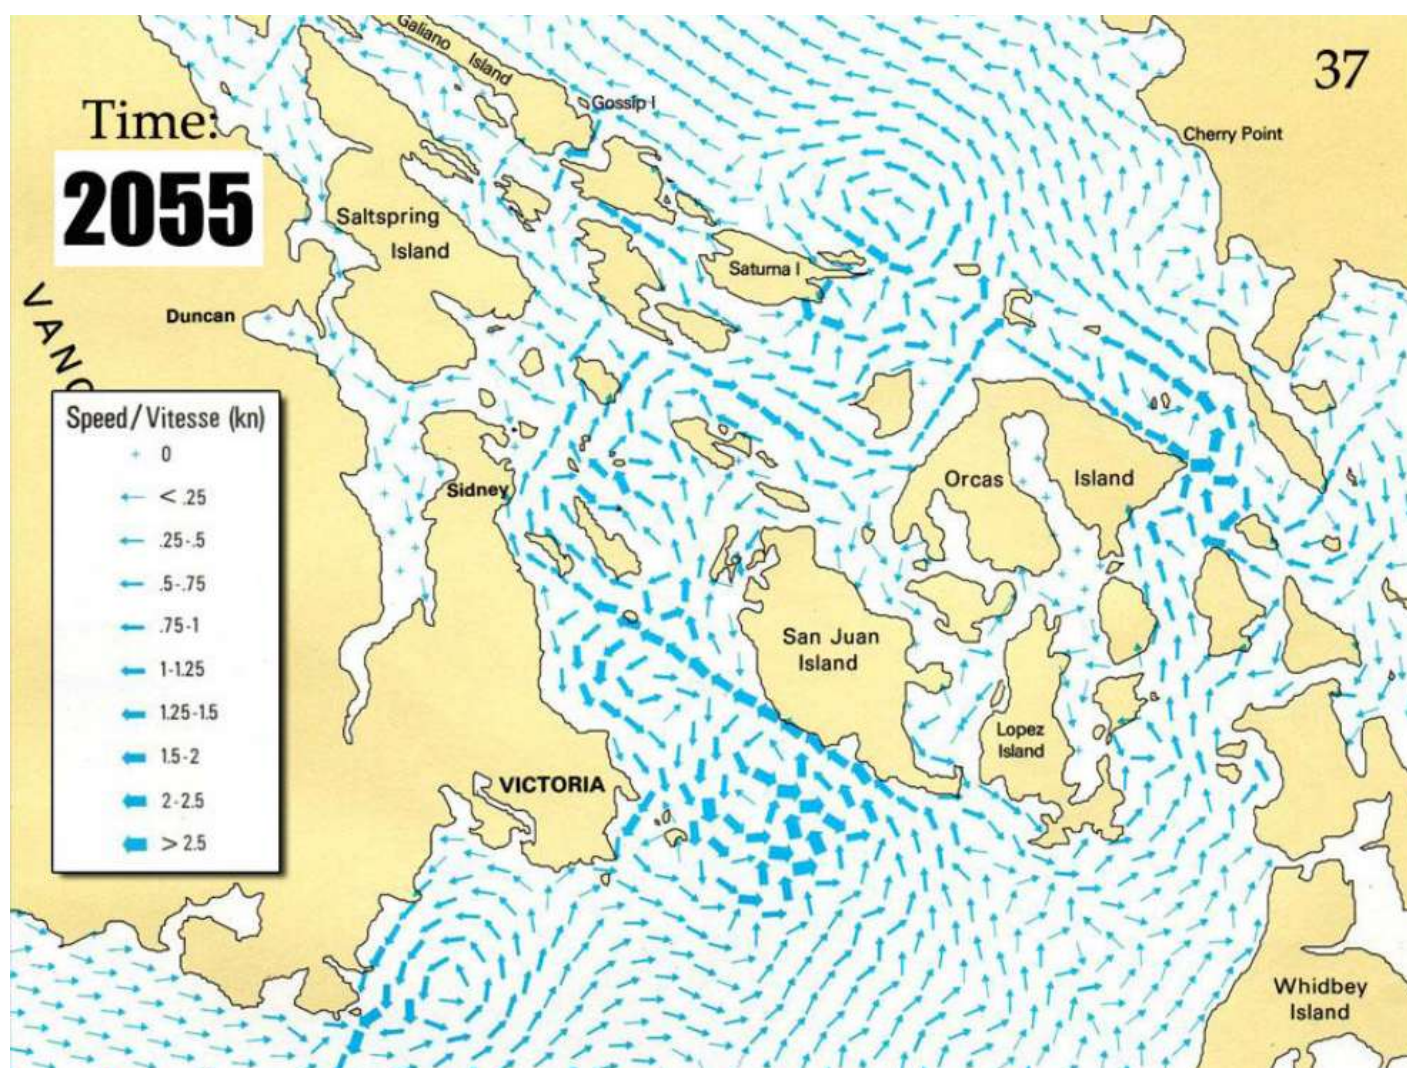 37
Galiano
Island
Gossip I
Time:
2055
Cherry Point
Saltspring
Island
Saturna I
VANC
Duncan
Speed/Vitesse (kn)
0
< .25
.25-.5
.5-.75
.75-1
1-1.25
1.25-1.5
1.5-2
2-2.5
> 2.5
Sidney
Orcas Island
San Juan
Island
Lopez
Island
VICTORIA
Whidbey
Island